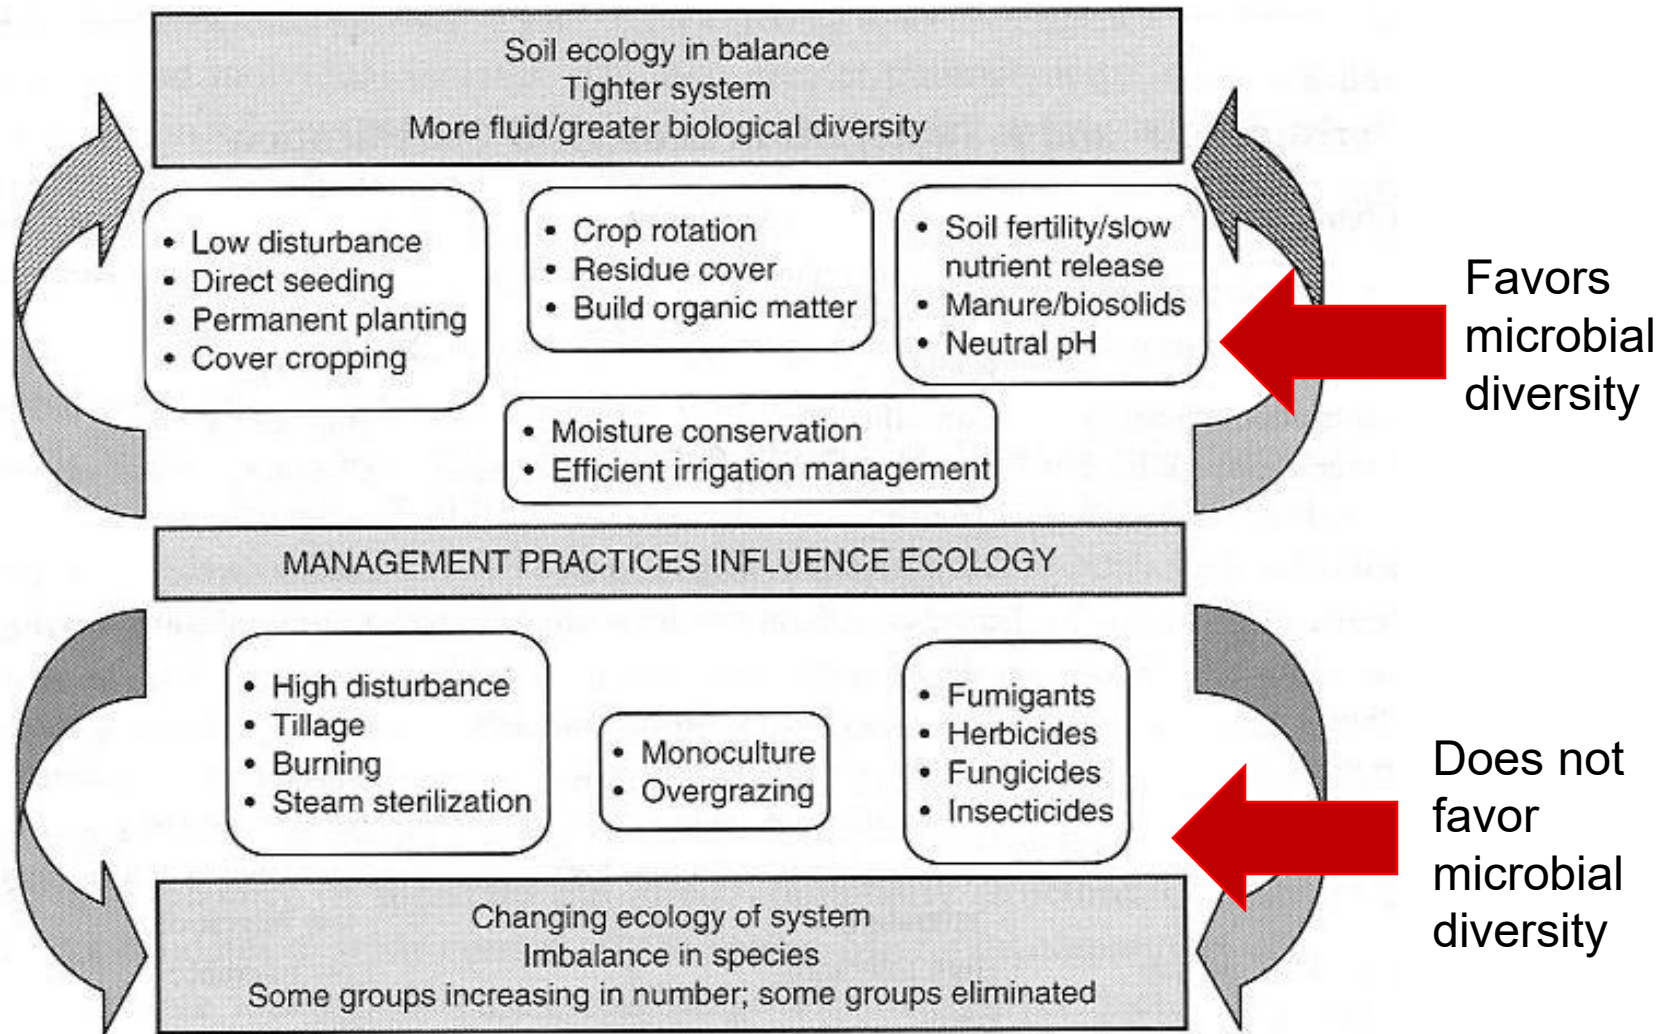 Soil ecology in balance
Tighter system
More fluid/greater biological diversity
• Low disturbance
• Direct seeding
• Permanent planting
• Cover cropping
• Crop rotation
• Residue cover
• Build organic matter
• Soil fertility/slow
nutrient release
• Manure/biosolids
• Neutral pH
Favors
microbial
diversity
• Moisture conservation
• Efficient irrigation management
MANAGEMENT PRACTICES INFLUENCE ECOLOGY
• High disturbance
• Tillage
• Burning
• Steam sterilization
• Monoculture
• Overgrazing
• Fumigants
• Herbicides
• Fungicides
• Insecticides
Does not
favor
microbial
diversity
Changing ecology of system
Imbalance in species
Some groups increasing in number; some groups eliminated